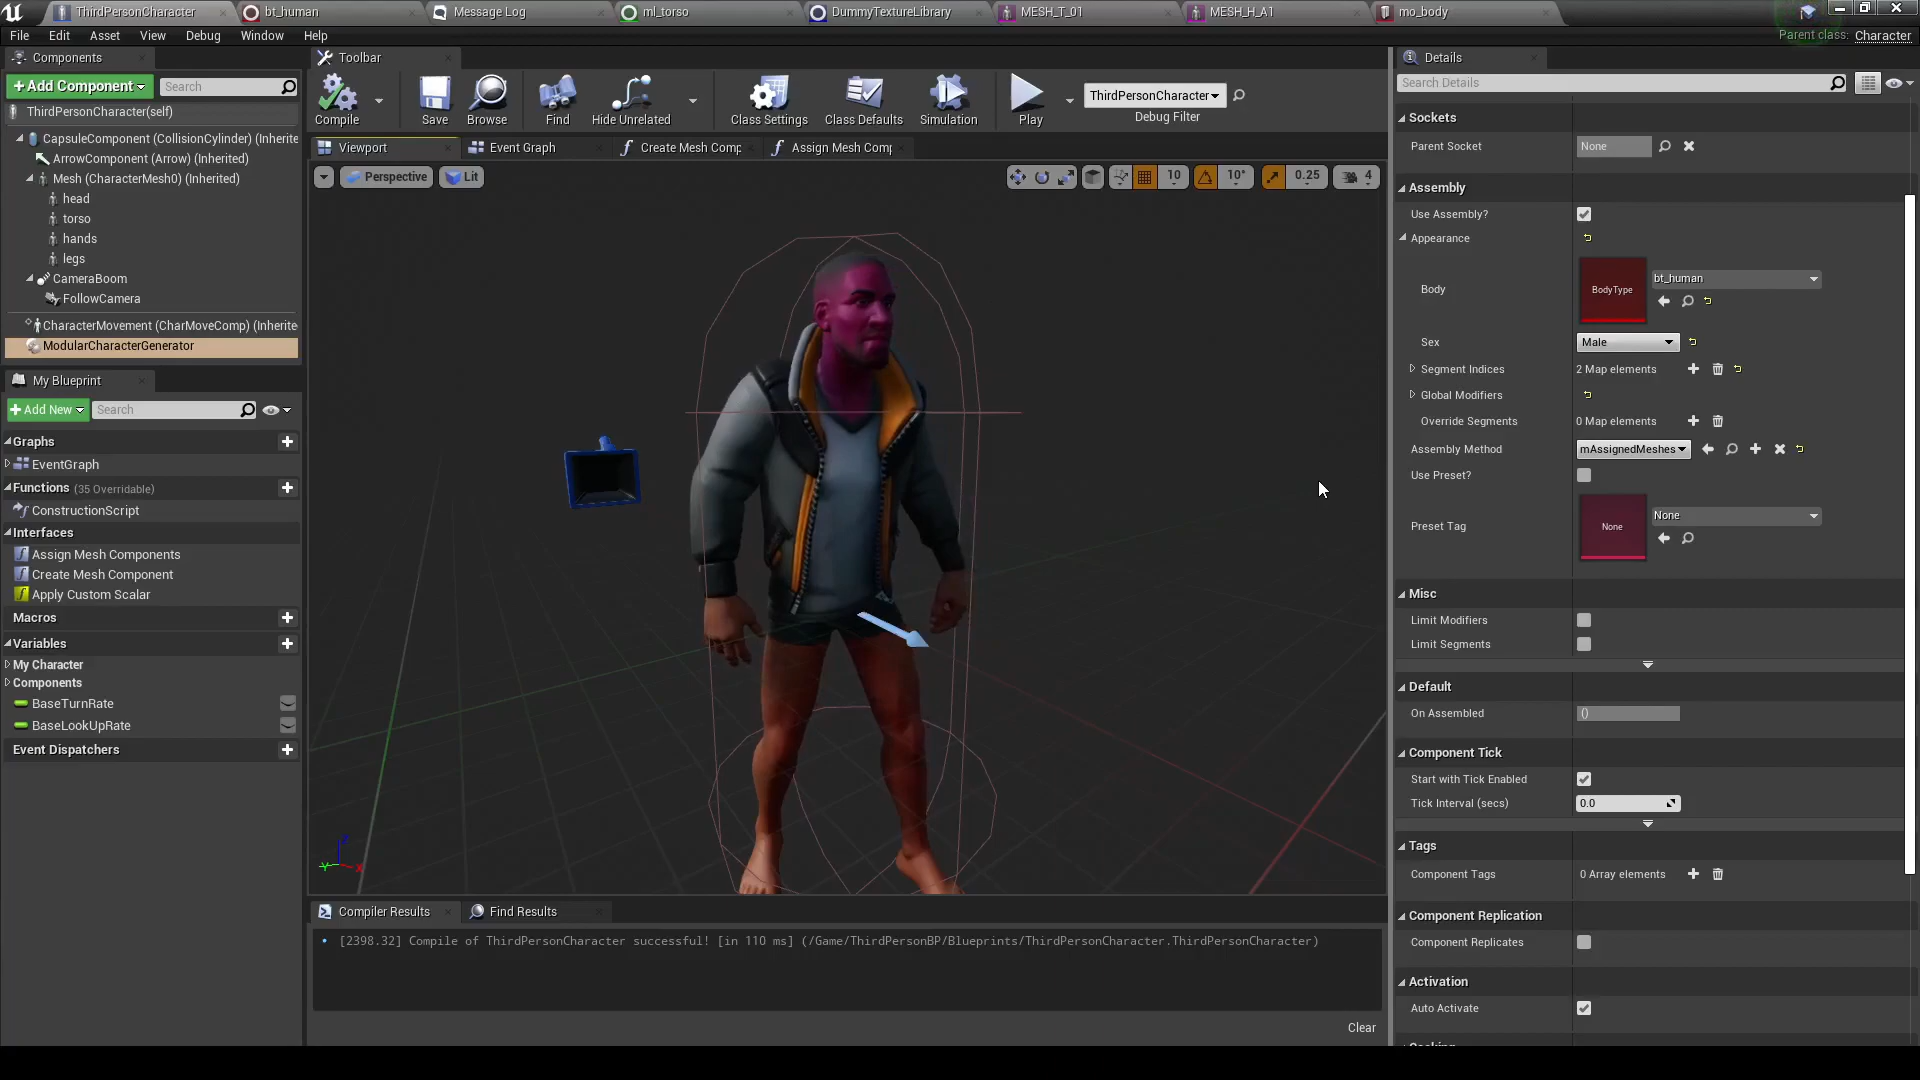 ThirdPersonCharacter
bt_human
Message Log
ml_torso
DummyTextureLibrary
MESH_T_01
MESH_H_A1
mo_body
File Edit Asset View Debug Window Help
Parent class: Character
Components
+Add Component
Search
ThirdPersonCharacter(self)
CapsuleComponent (CollisionCylinder) (Inherite
ArrowComponent (Arrow) (Inherited)
Mesh (CharacterMesh0) (Inherited)
head
torso
hands
legs
CameraBoom
FollowCamera
CharacterMovement (CharMoveComp) (Inherite
ModularCharacterGenerator
My Blueprint
+Add New
Search
Graphs
EventGraph
Functions (35 Overridable)
ConstructionScript
Interfaces
Assign Mesh Components
Create Mesh Component
Apply Custom Scalar
Macros
Variables
My Character
Components
BaseTurnRate
BaseLookUpRate
Event Dispatchers
Toolbar
Compile
Save
Browse
Find
Hide Unrelated
Class Settings
Class Defaults
Simulation
Play
ThirdPersonCharacter
Debug Filter
Viewport
Event Graph
Create Mesh Comp
Assign Mesh Comp
Perspective
Lit
10
10°
0.25
4
Compiler Results
Find Results
[2398.32] Compile of ThirdPersonCharacter successful! [in 110 ms] (/Game/ThirdPersonBP/Blueprints/ThirdPersonCharacter.ThirdPersonCharacter)
Clear
Details
Search Details
Sockets
Parent Socket None
Assembly
Use Assembly?
Appearance
Body BodyType bt_human
Sex Male
Segment Indices 2 Map elements
Global Modifiers
Override Segments 0 Map elements
Assembly Method mAssignedMeshes
Use Preset?
Preset Tag None None
Misc
Limit Modifiers
Limit Segments
Default
On Assembled ()
Component Tick
Start with Tick Enabled
Tick Interval (secs) 0.0
Tags
Component Tags 0 Array elements
Component Replication
Component Replicates
Activation
Auto Activate